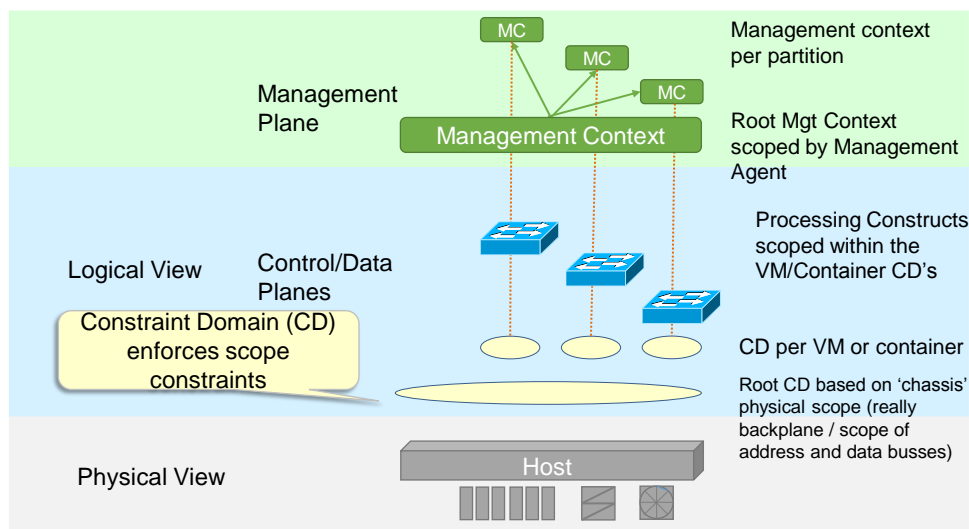 MC
Management context
per partition
MC
MC
Management
Plane
Management Context
Root Mgt Context
scoped by Management
Agent
Processing Constructs
scoped within the
VM/Container CD’s
Logical View
Control/Data
Planes
Constraint Domain (CD)
enforces scope
constraints
CD per VM or container
Root CD based on ‘chassis’
physical scope (really
backplane / scope of
address and data busses)
Host
Physical View